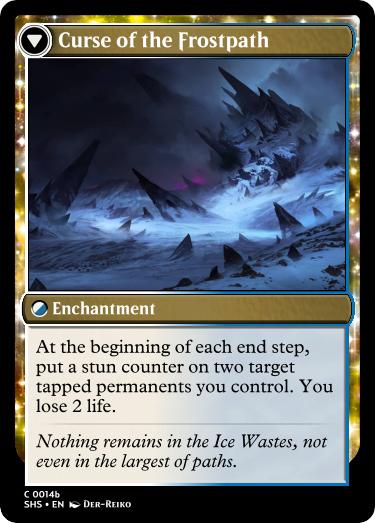 Curse of the Frostpath
Enchantment
At the beginning of each end step,
put a stun counter on two target
tapped permanents you control. You
lose 2 life.
Nothing remains in the Ice Wastes, not
even in the largest of paths.
C 0014b
SHS • EN Der-Reiko